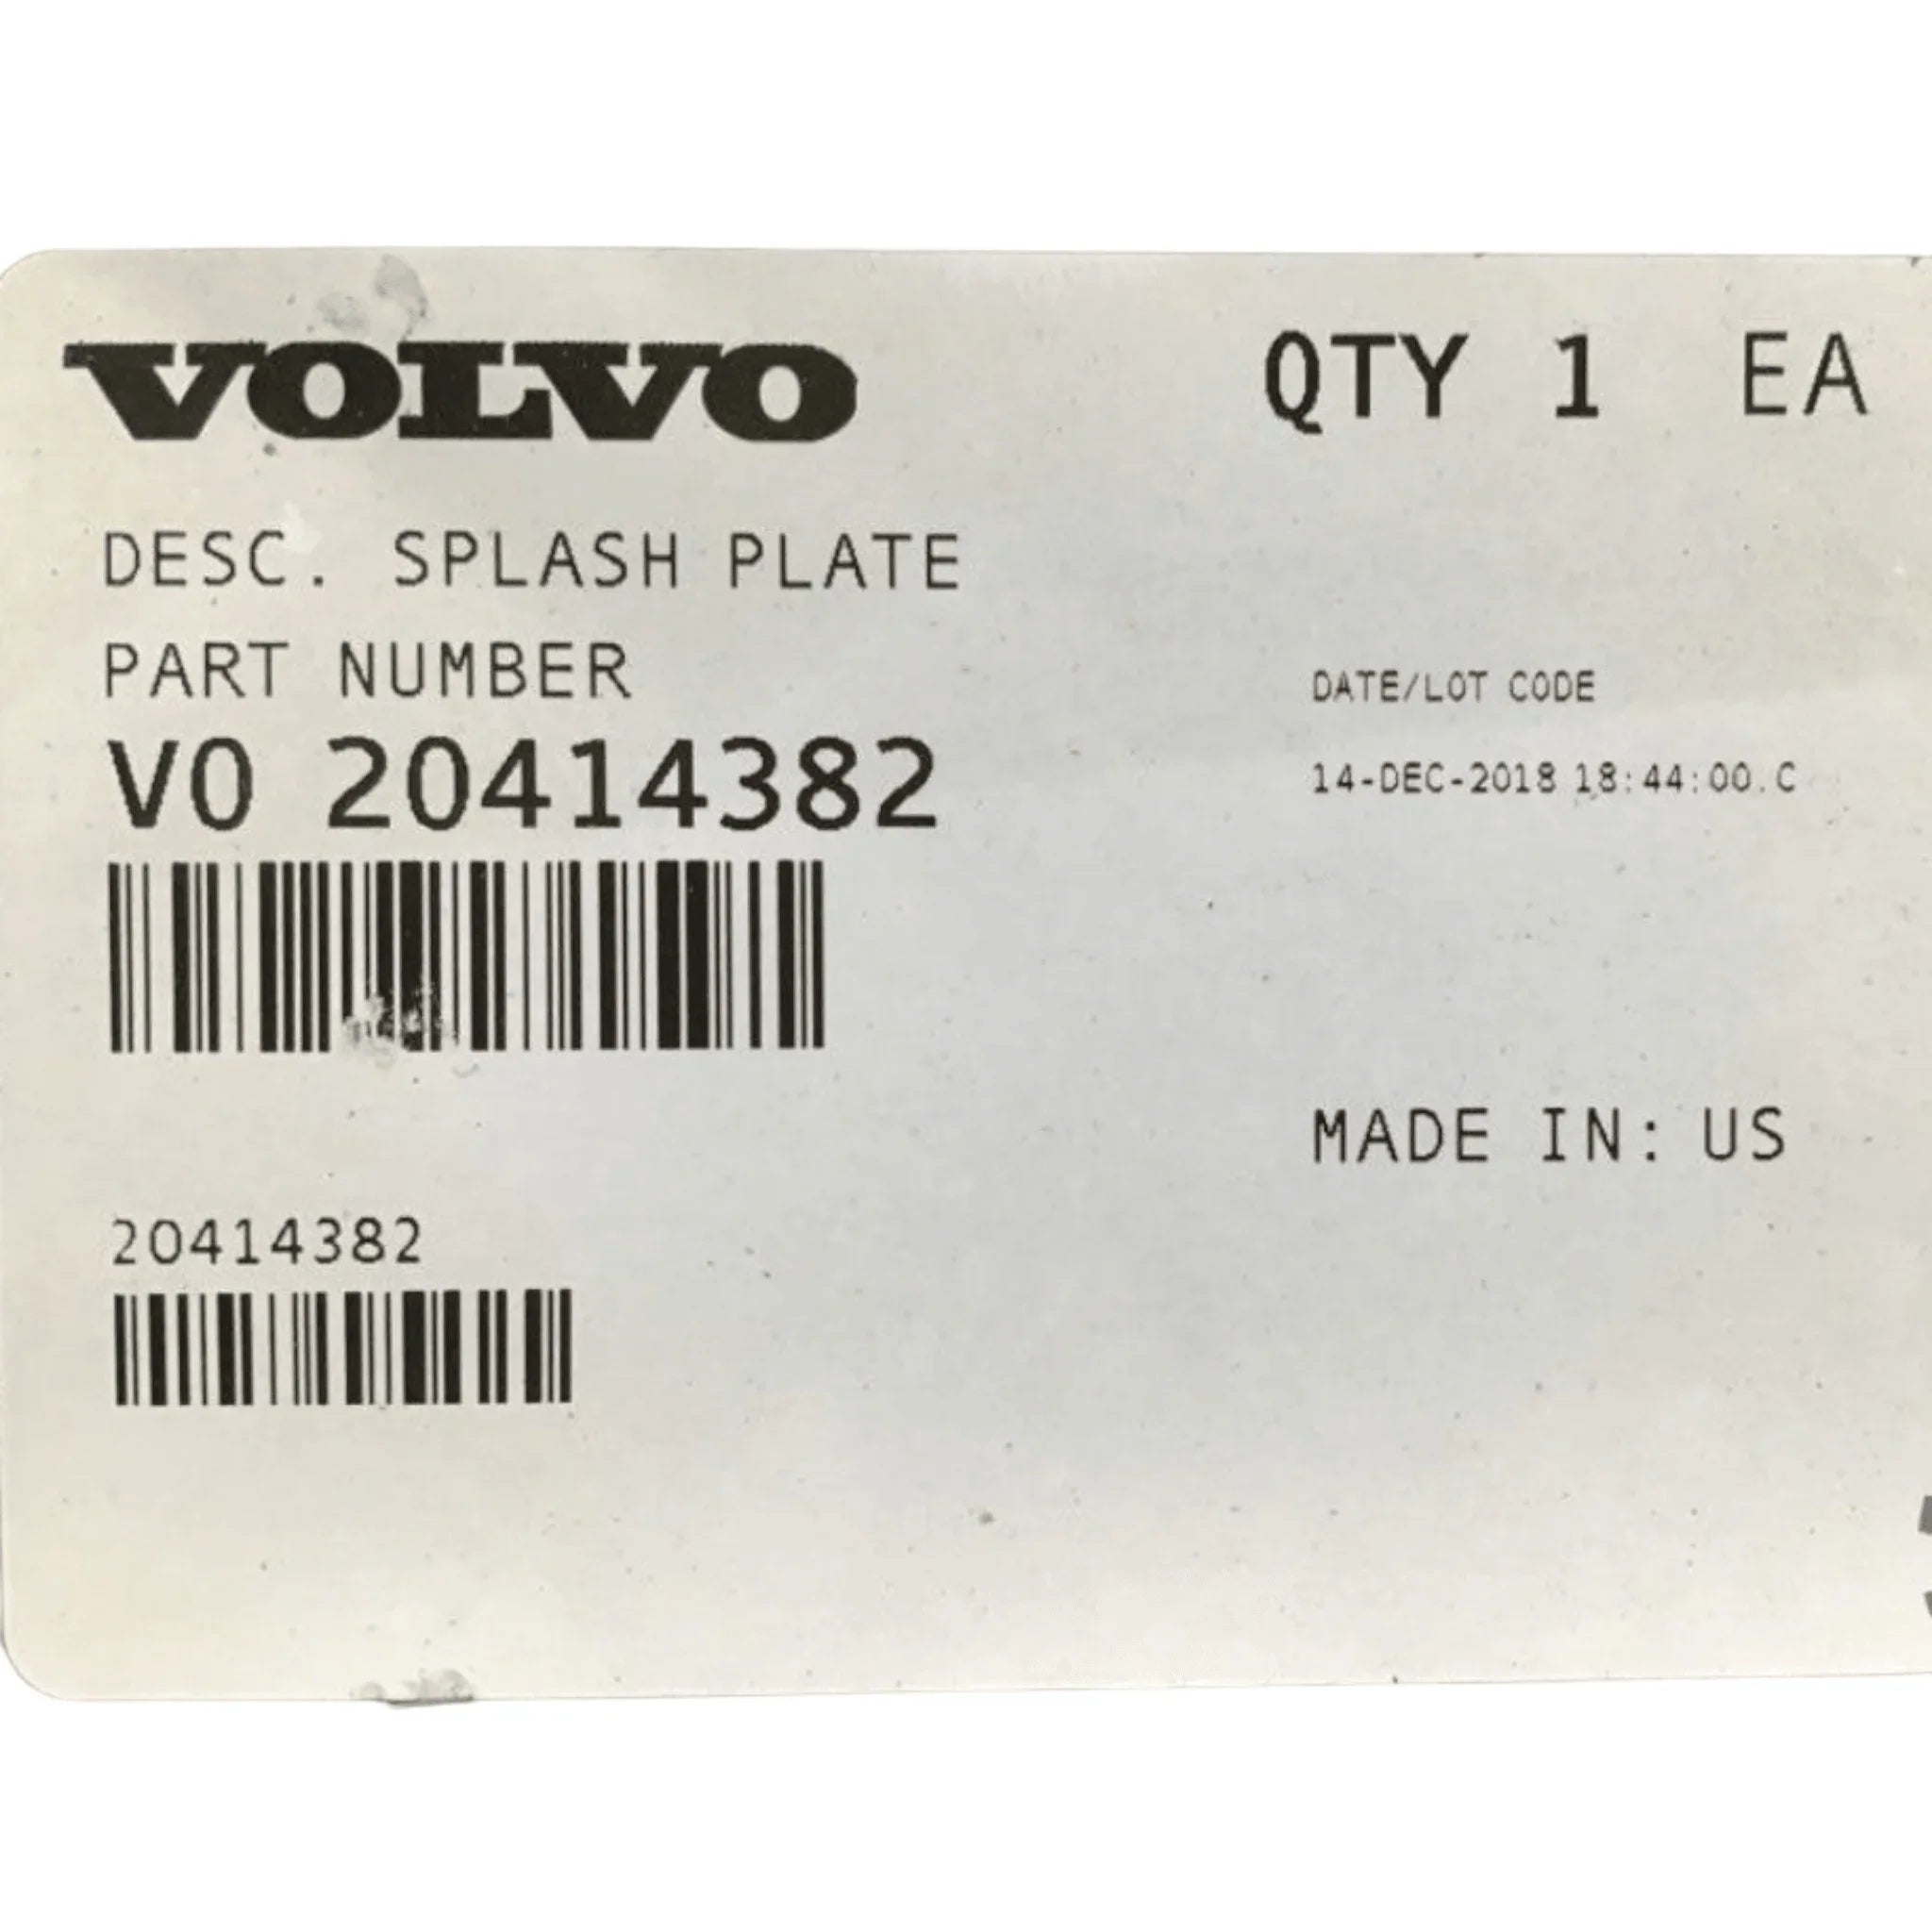 VOLVO
QTY 1 EA
DESC. SPLASH PLATE
PART NUMBER
VO 20414382
DATE/LOT CODE
14-DEC-2018 18:44:00.C
MADE IN: US
20414382